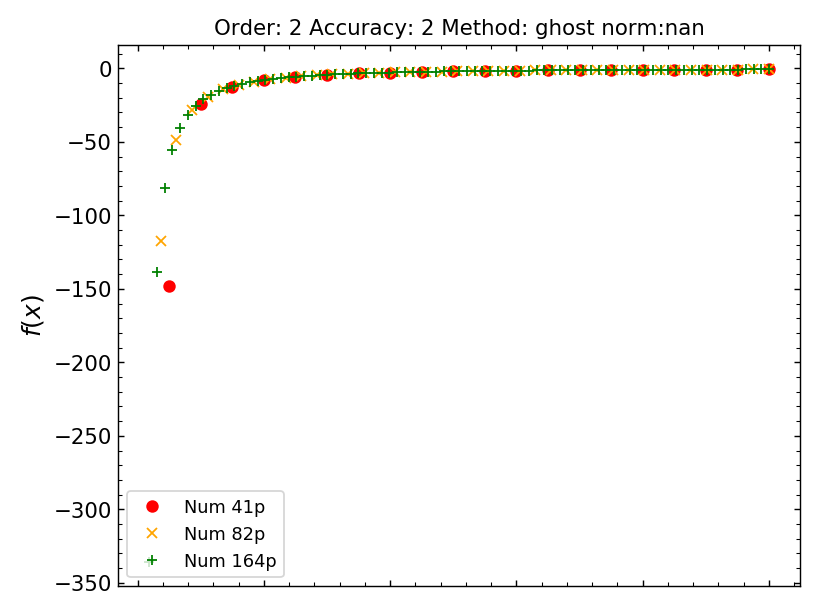 Order: 2 Accuracy: 2 Method: ghost norm:nan
0
−50
−100
−150
−200
−250
−300
−350
f(x)
Num 41p
Num 82p
Num 164p